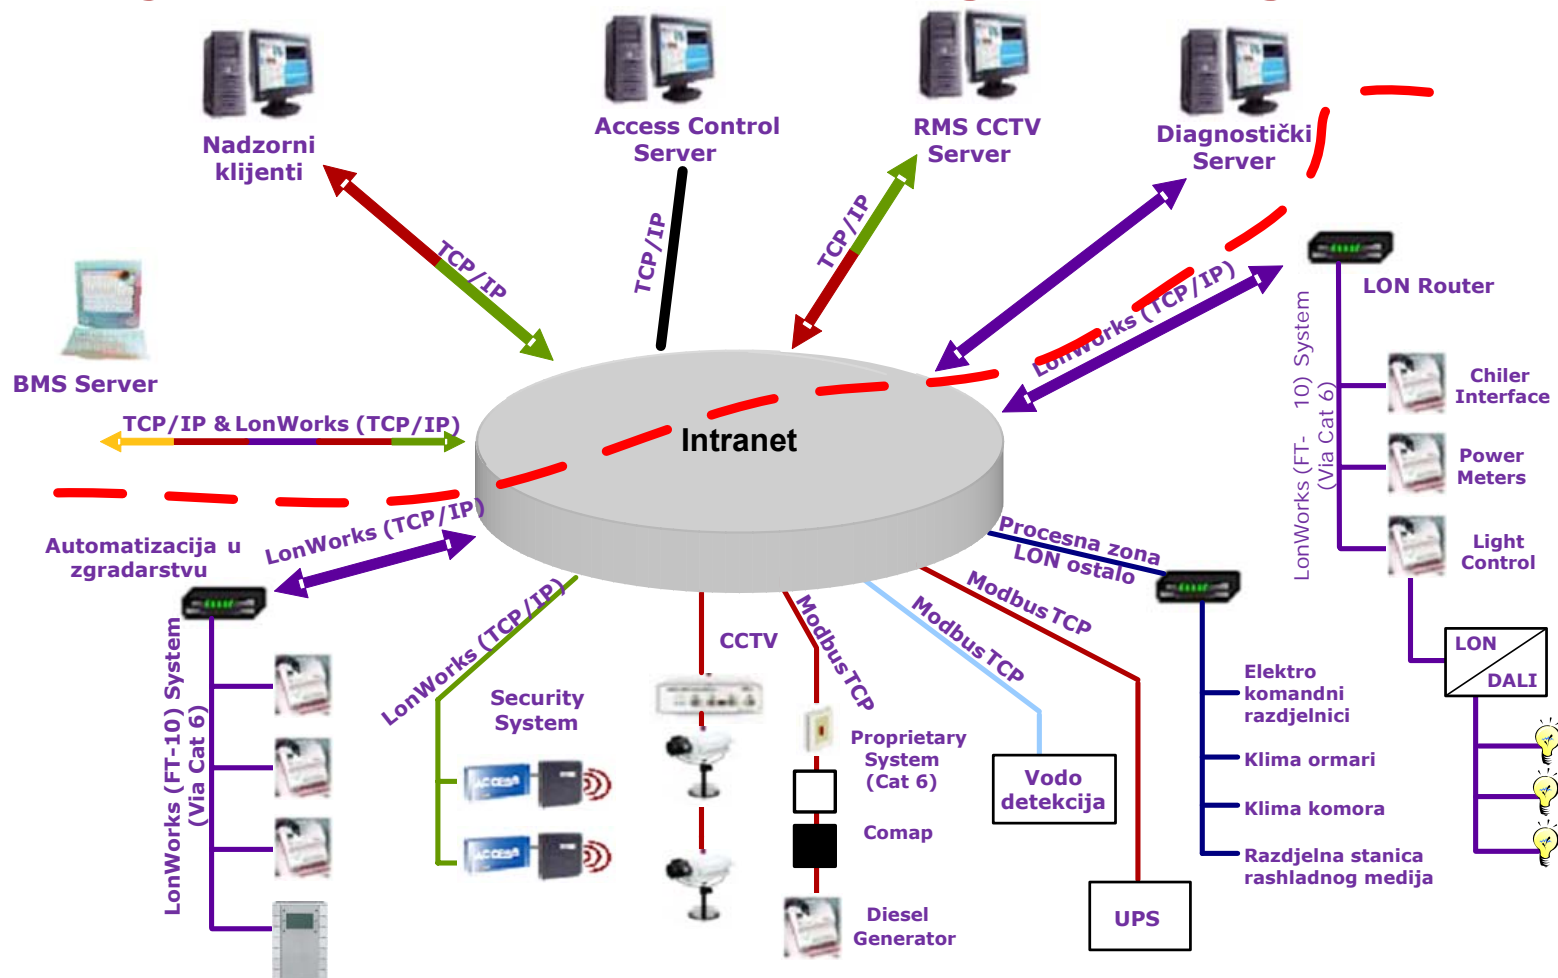 Nadzorni
klijenti
Access Control
Server
RMS CCTV
Server
Diagnostički
Server
TCP/IP
TCP/IP
TCP/IP
LonWorks (TCP/IP)
BMS Server
TCP/IP & LonWorks (TCP/IP)
Intranet
LON Router
LonWorks (FT-10) System
(Via Cat 6)
Chiler
Interface
Power
Meters
Light
Control
LON
DALI
Automatizacija u
zgradarstvu
LonWorks (TCP/IP)
LonWorks (FT-10) System
(Via Cat 6)
LonWorks (TCP/IP)
Security
System
ACCESS
ACCESS
CCTV
Modbus TCP
Proprietary
System
(Cat 6)
Comap
Diesel
Generator
Modbus TCP
Vodo
detekcija
Modbus TCP
UPS
Procesna zona
LON ostalo
Elektro
komandni
razdjelnici
Klima ormari
Klima komora
Razdjelna stanica
rashladnog medija